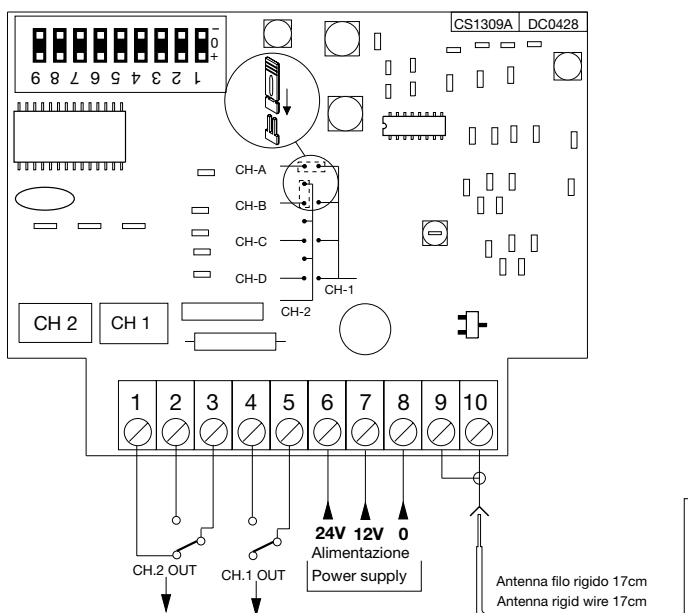 CS1309A DC0428
−
0
+
9 8 7 6 5 4 3 2 1
CH-A
CH-B
CH-C
CH-D
CH-1
CH-2
CH 2 CH 1
1 2 3 4 5 6 7 8 9 10
24V 12V 0
Alimentazione
Power supply
CH.2 OUT CH.1 OUT
Antenna filo rigido 17cm
Antenna rigid wire 17cm